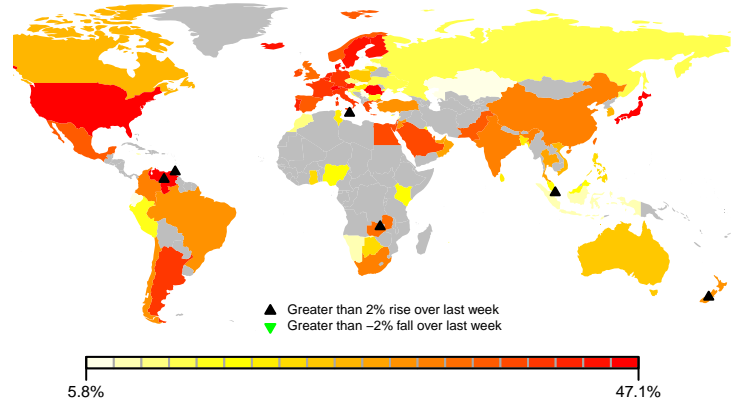 Greater than 2% rise over last week
Greater than −2% fall over last week
5.8% 47.1%